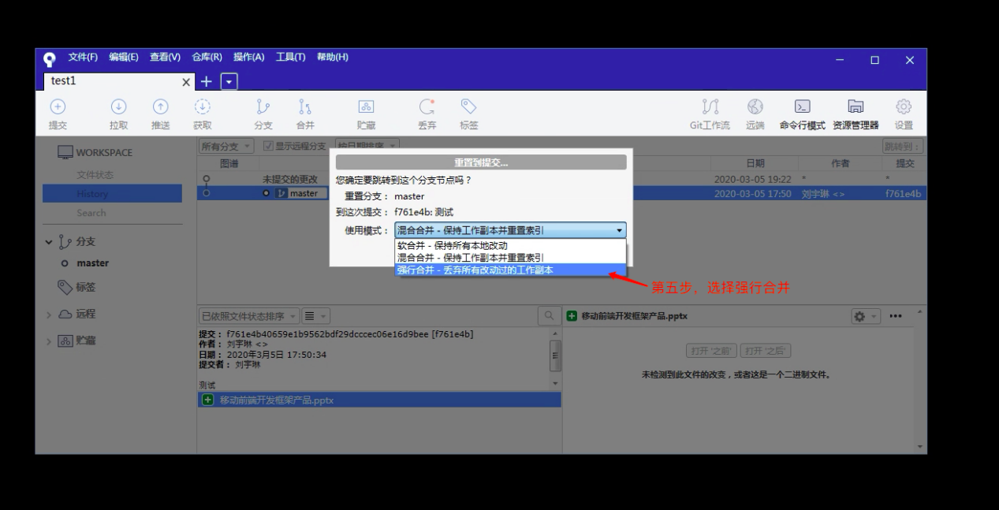 文件(F) 编辑(E) 查看(V) 仓库(R) 操作(A) 工具(T) 帮助(H)
test1
提交 拉取 推送 获取 分支 合并 贮藏 丢弃 标签 Git工作流 远端 命令行模式 资源管理器 设置
WORKSPACE
文件状态
History
Search
分支
master
标签
远程
贮藏
所有分支 显示远程分支 按日期排序 跳转到:
图谱 日期 作者 提交
未提交的更改 2020-03-05 19:22 * *
master 2020-03-05 17:50 刘宇琳 <> f761e4b
重置到提交...
您确定要跳转到这个分支节点吗?
重置分支: master
到这次提交: f761e4b: 测试
使用模式: 混合合并 - 保持工作副本并重置索引
软合并 - 保持所有本地改动
混合合并 - 保持工作副本并重置索引
强行合并 - 丢弃所有改动过的工作副本
第五步，选择强行合并
已依照文件状态排序
提交: f761e4b40659e1b9562bdf29dcccec06e16d9bee [f761e4b]
作者: 刘宇琳 <>
日期: 2020年3月5日 17:50:34
提交者: 刘宇琳
测试
移动前端开发框架产品.pptx
移动前端开发框架产品.pptx
打开 '之前' 打开 '之后'
未检测到此文件的改变，或者这是一个二进制文件。